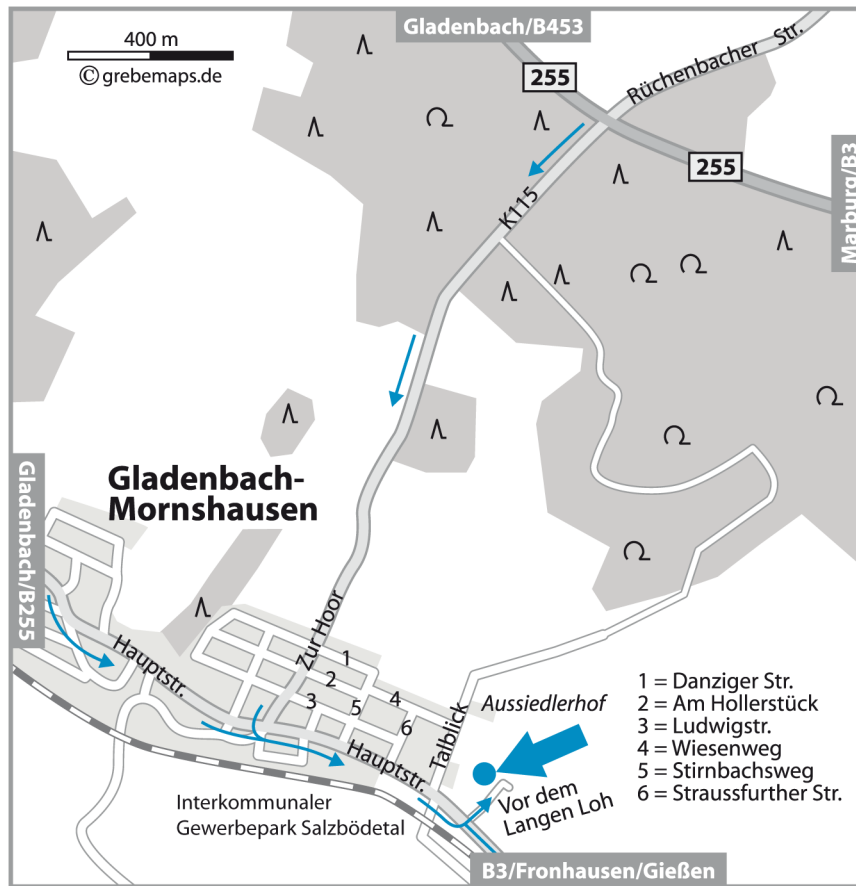 Gladenbach/B453
400 m
© grebemaps.de
Rüchenbacher Str.
255
255
Marburg/B3
K115
Gladenbach-
Mornshausen
Gladenbach/B255
Zur Hoor
Hauptstr.
1
2
3
4
5
6
Hauptstr.
Talblick
Aussiedlerhof
1 = Danziger Str.
2 = Am Hollerstück
3 = Ludwigstr.
4 = Wiesenweg
5 = Stirnbachsweg
6 = Straussfurther Str.
Vor dem
Langen Loh
Interkommunaler
Gewerbepark Salzbödetal
B3/Fronhausen/Gießen